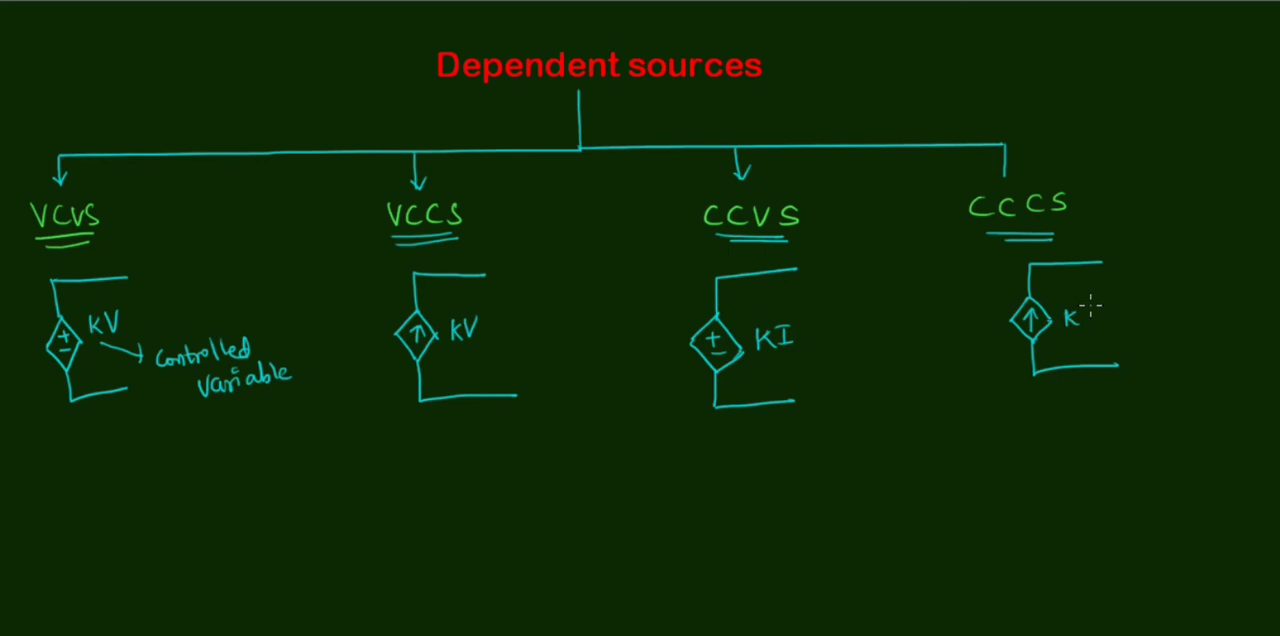 Dependent sources
VCVS
VCCS
CCVS
CCCS
KV
controlled
variable
KV
KI
K